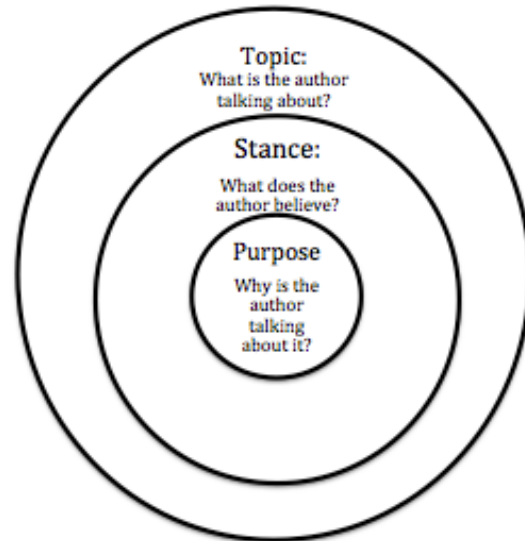 Topic:
What is the author
talking about?
Stance:
What does the
author believe?
Purpose
Why is the
author
talking
about it?